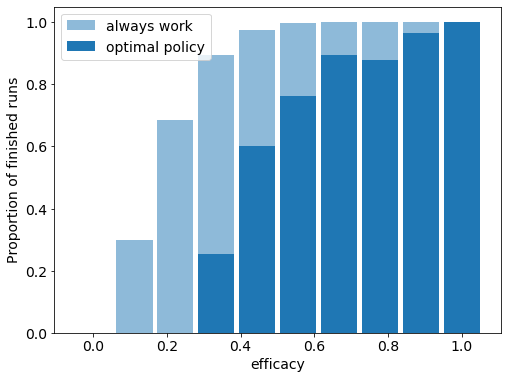 always work
optimal policy
Proportion of finished runs
1.0
0.8
0.6
0.4
0.2
0.0
0.0 0.2 0.4 0.6 0.8 1.0
efficacy